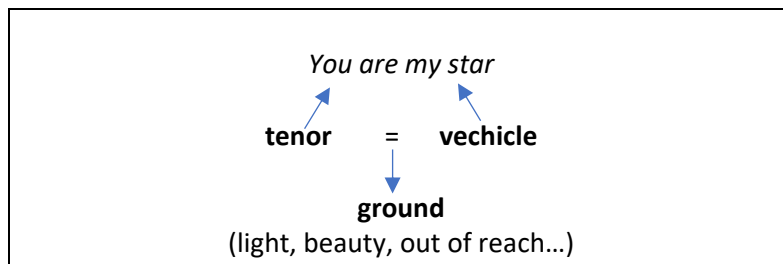 You are my star
tenor = vechicle
ground
(light, beauty, out of reach…)